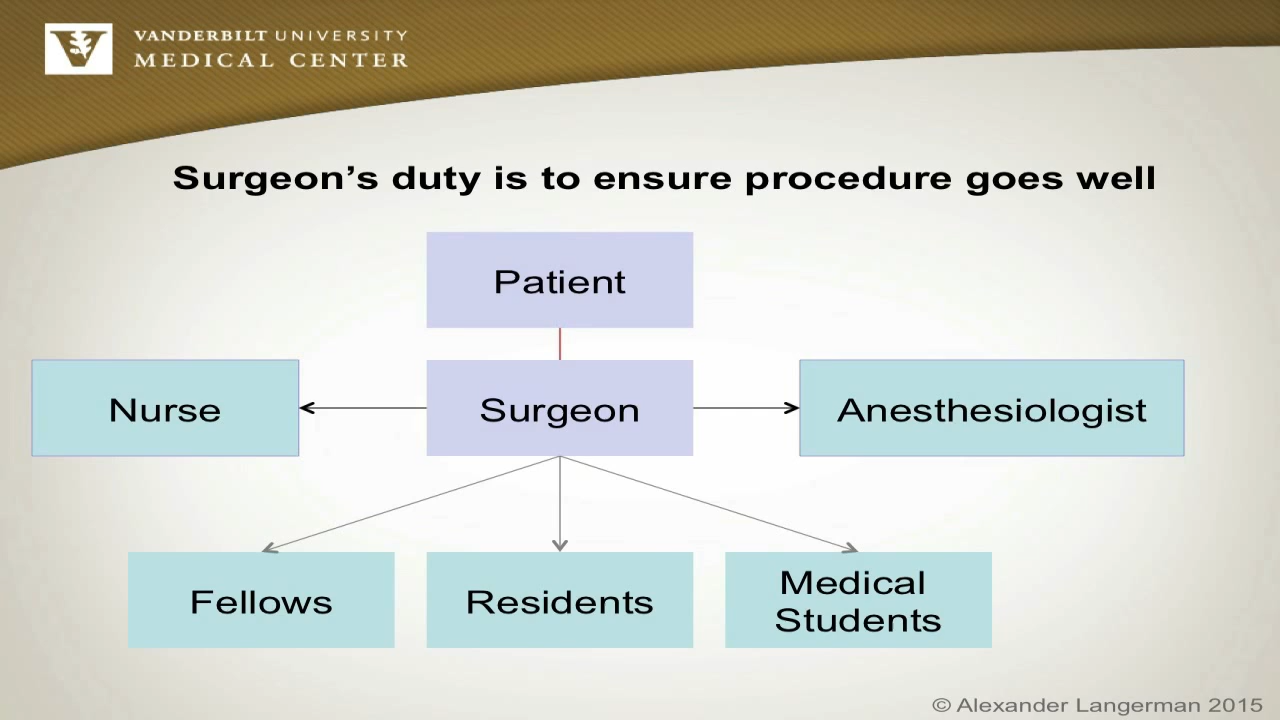 VANDERBILT UNIVERSITY
MEDICAL CENTER
Surgeon's duty is to ensure procedure goes well
Patient
Nurse
Surgeon
Anesthesiologist
Fellows
Residents
Medical
Students
© Alexander Langerman 2015